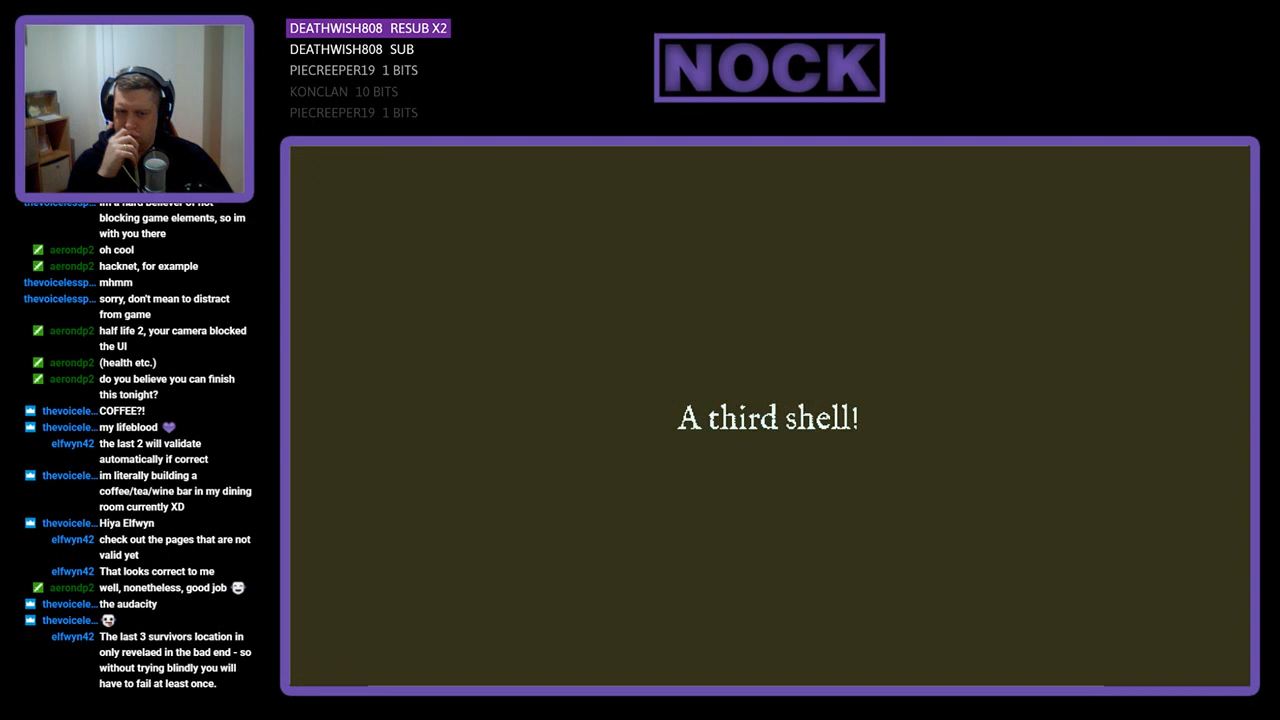 DEATHWISH808 RESUB X2
DEATHWISH808 SUB
PIECREEPER19 1 BITS
KONCLAN 10 BITS
PIECREEPER19 1 BITS
NOCK
A third shell!
thevoicelessp... im a hard believer of not
blocking game elements, so im
with you there
aerondp2 oh cool
aerondp2 hacknet, for example
thevoicelessp... mhmm
thevoicelessp... sorry, don't mean to distract
from game
aerondp2 half life 2, your camera blocked
the UI
aerondp2 (health etc.)
aerondp2 do you believe you can finish
this tonight?
thevoicele... COFFEE?!
thevoicele... my lifeblood
elfwyn42 the last 2 will validate
automatically if correct
thevoicele... im literally building a
coffee/tea/wine bar in my dining
room currently XD
thevoicele... Hiya Elfwyn
elfwyn42 check out the pages that are not
valid yet
elfwyn42 That looks correct to me
aerondp2 well, nonetheless, good job
thevoicele... the audacity
thevoicele...
elfwyn42 The last 3 survivors location in
only revelaed in the bad end - so
without trying blindly you will
have to fail at least once.